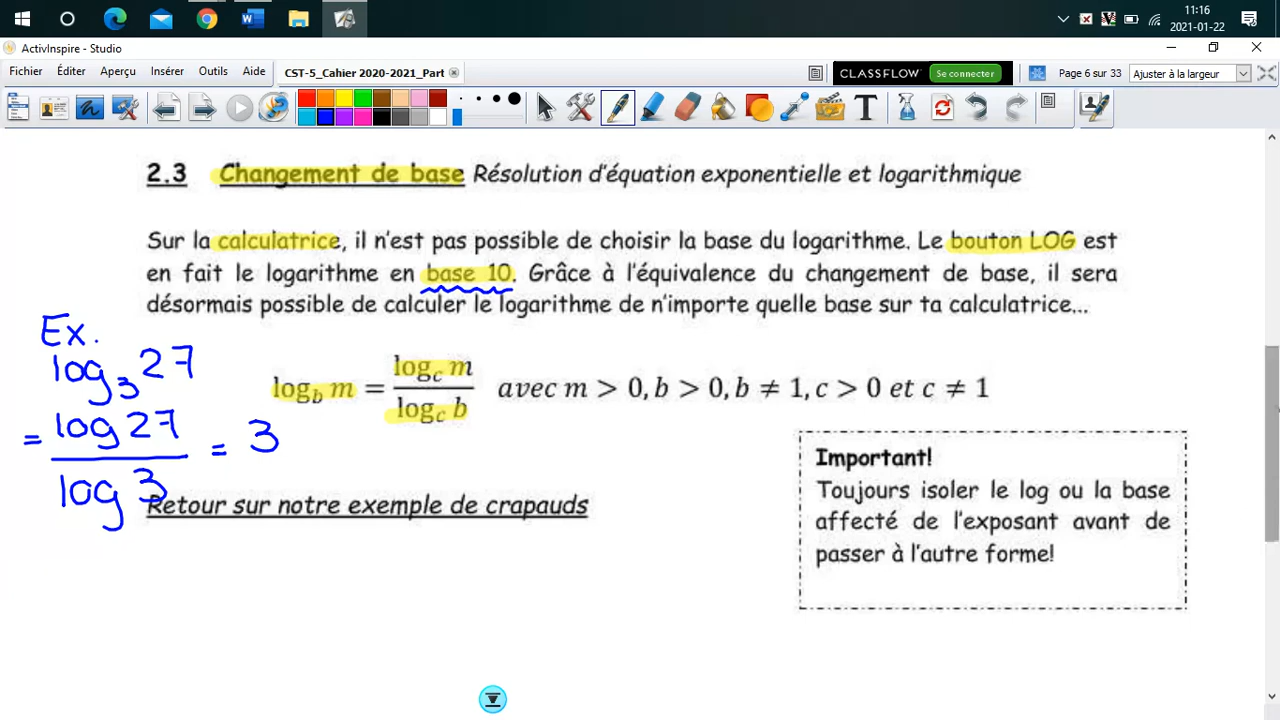 11:16
2021-01-22
ActivInspire - Studio
Fichier Éditer Aperçu Insérer Outils Aide CST-5_Cahier 2020-2021_Part CLASSFLOW Se connecter Page 6 sur 33 Ajuster à la largeur
2.3 Changement de base Résolution d'équation exponentielle et logarithmique
Sur la calculatrice, il n'est pas possible de choisir la base du logarithme. Le bouton LOG est
en fait le logarithme en base 10. Grâce à l'équivalence du changement de base, il sera
désormais possible de calculer le logarithme de n'importe quelle base sur ta calculatrice...
Ex.
log₃ 27
= log 27 / log 3 = 3
log_b m = log_c m / log_c b avec m > 0, b > 0, b ≠ 1, c > 0 et c ≠ 1
Important!
Toujours isoler le log ou la base
affecté de l'exposant avant de
passer à l'autre forme!
Retour sur notre exemple de crapauds